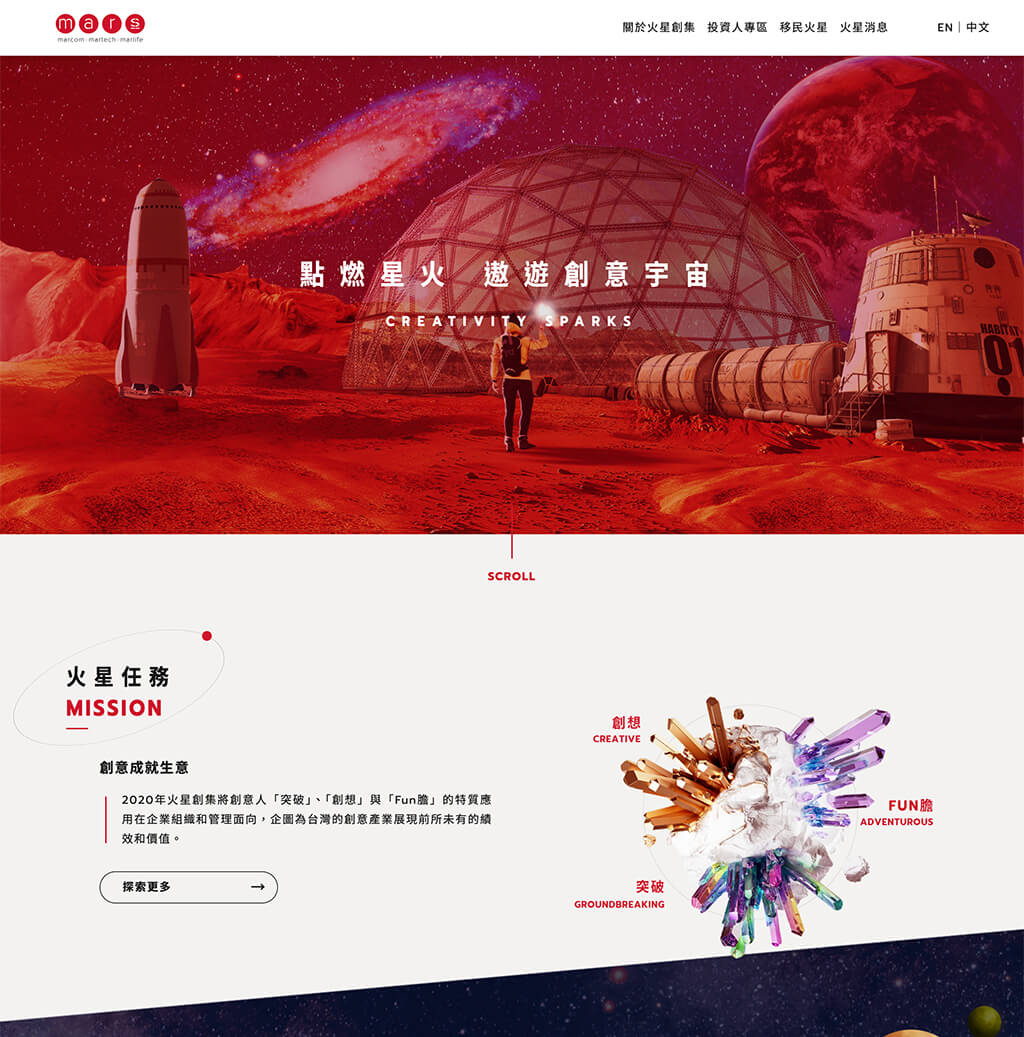 mars
marcom · martech · marlife
關於火星創集 投資人專區 移民火星 火星消息 EN | 中文
點燃星火 遨遊創意宇宙
CREATIVITY SPARKS
HABITAT
01
SCROLL
火星任務
MISSION
創意成就生意
2020年火星創集將創意人「突破」、「創想」與「Fun膽」的特質應
用在企業組織和管理面向，企圖為台灣的創意產業展現前所未有的績
效和價值。
探索更多
創想
CREATIVE
FUN膽
ADVENTUROUS
突破
GROUNDBREAKING